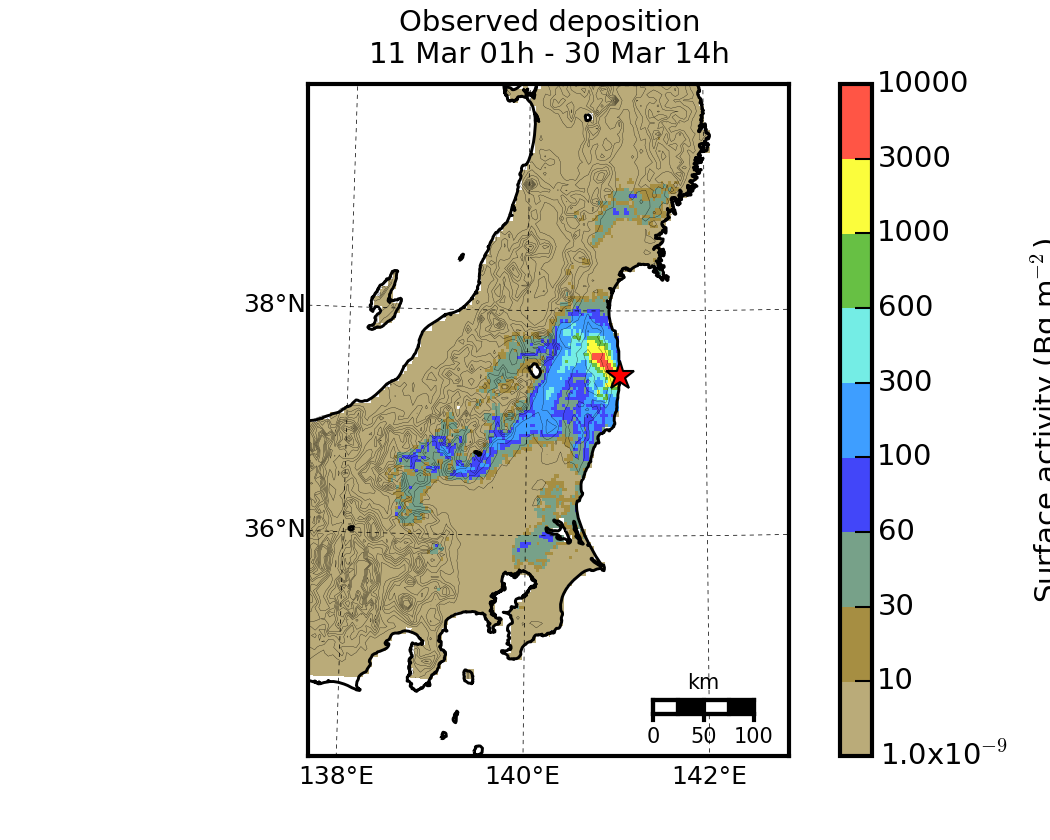 Observed deposition
11 Mar 01h - 30 Mar 14h
10000
3000
1000
600
300
100
60
30
10
1.0x10⁻⁹
Surface activity (Bq m⁻²)
38°N
36°N
138°E
140°E
142°E
km
0
50
100